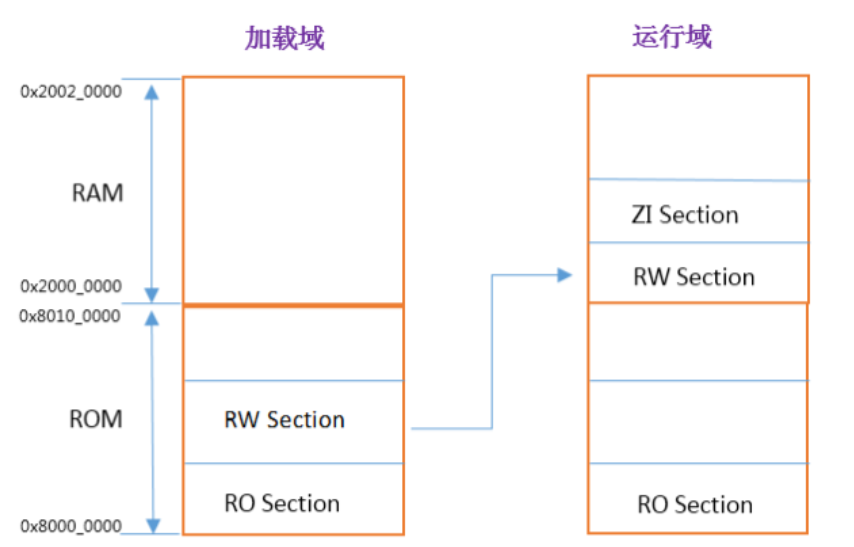 加载域
运行域
0x2002_0000
RAM
ZI Section
RW Section
0x2000_0000
0x8010_0000
ROM
RW Section
RO Section
RO Section
0x8000_0000